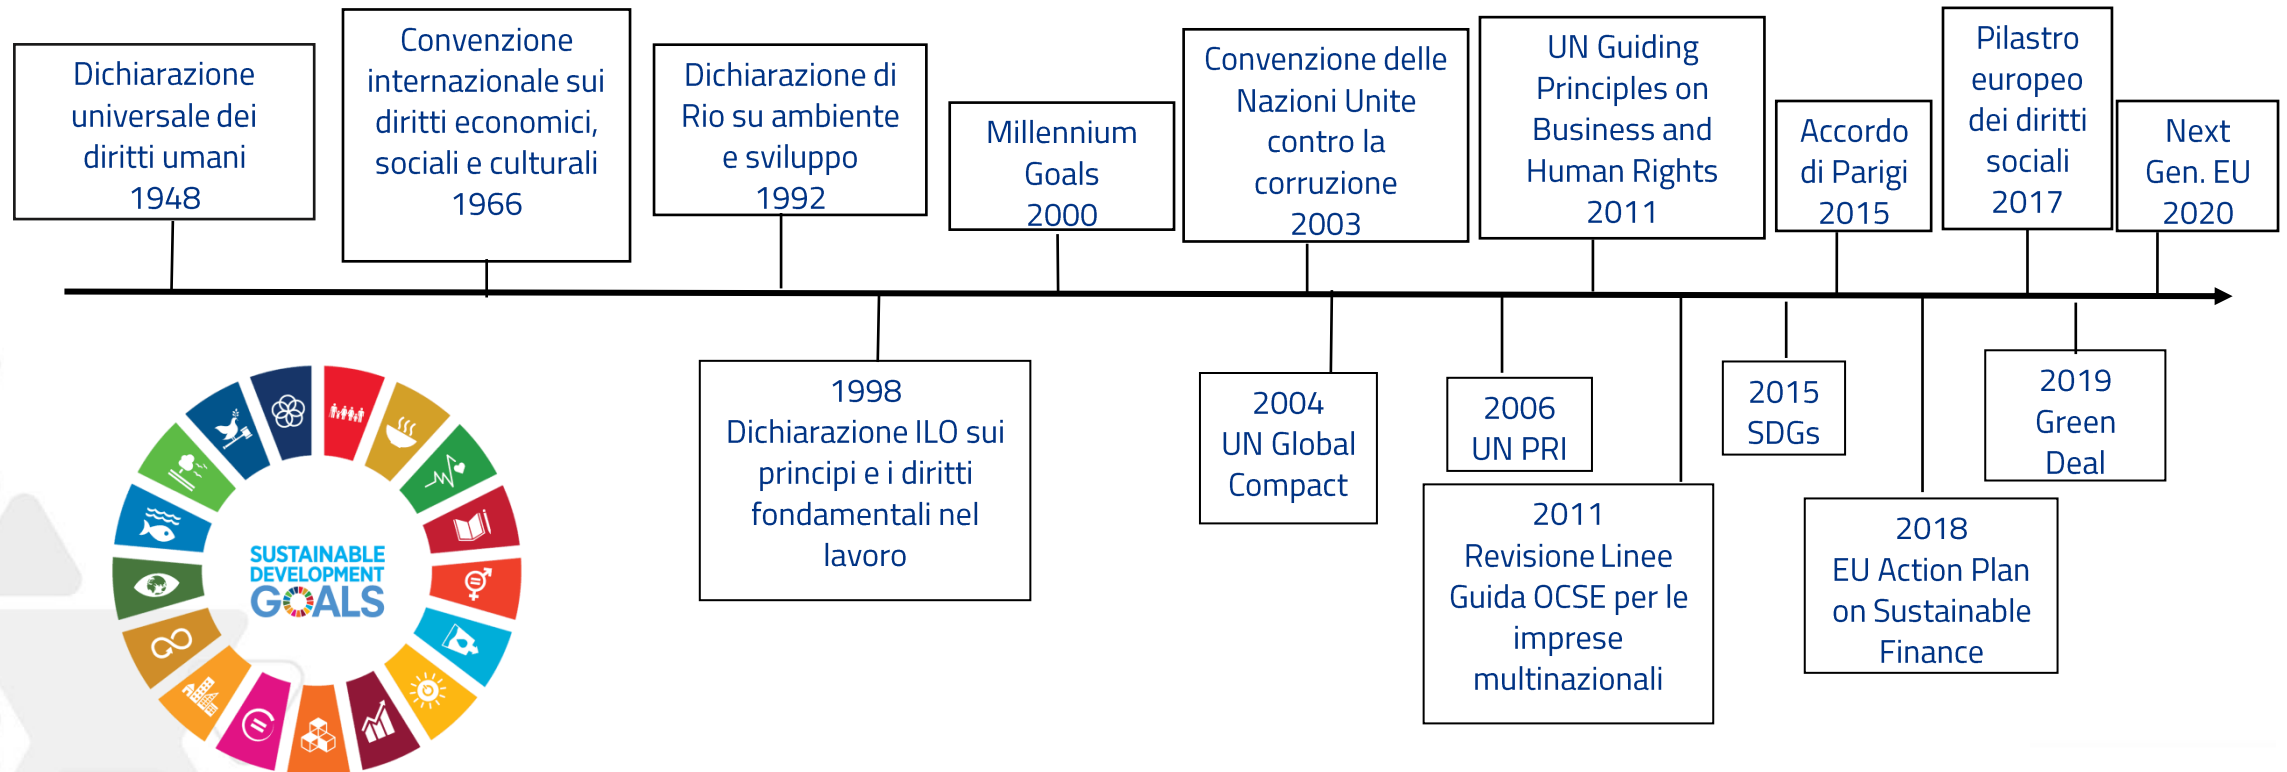 Dichiarazione
universale dei
diritti umani
1948
Convenzione
internazionale sui
diritti economici,
sociali e culturali
1966
Dichiarazione di
Rio su ambiente
e sviluppo
1992
Millennium
Goals
2000
Convenzione delle
Nazioni Unite
contro la
corruzione
2003
UN Guiding
Principles on
Business and
Human Rights
2011
Accordo
di Parigi
2015
Pilastro
europeo
dei diritti
sociali
2017
Next
Gen. EU
2020
1998
Dichiarazione ILO sui
principi e i diritti
fondamentali nel
lavoro
2004
UN Global
Compact
2006
UN PRI
2011
Revisione Linee
Guida OCSE per le
imprese
multinazionali
2015
SDGs
2018
EU Action Plan
on Sustainable
Finance
2019
Green
Deal
SUSTAINABLE
DEVELOPMENT
GOALS